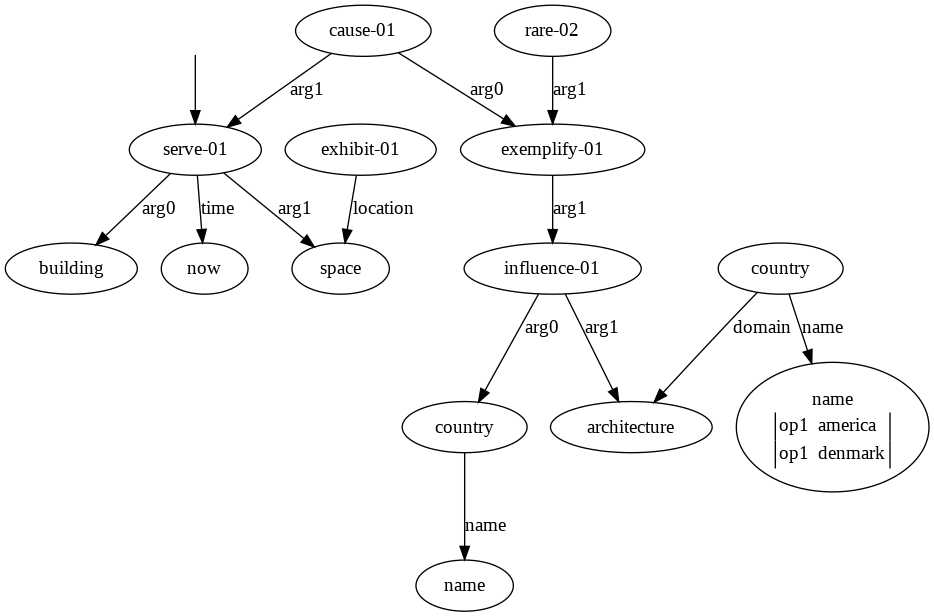 cause-01
rare-02
arg1
arg0
arg1
serve-01
exhibit-01
exemplify-01
arg0
time
arg1
location
arg1
building
now
space
influence-01
country
arg0
arg1
domain
name
name
op1 america
op1 denmark
country
architecture
name
name